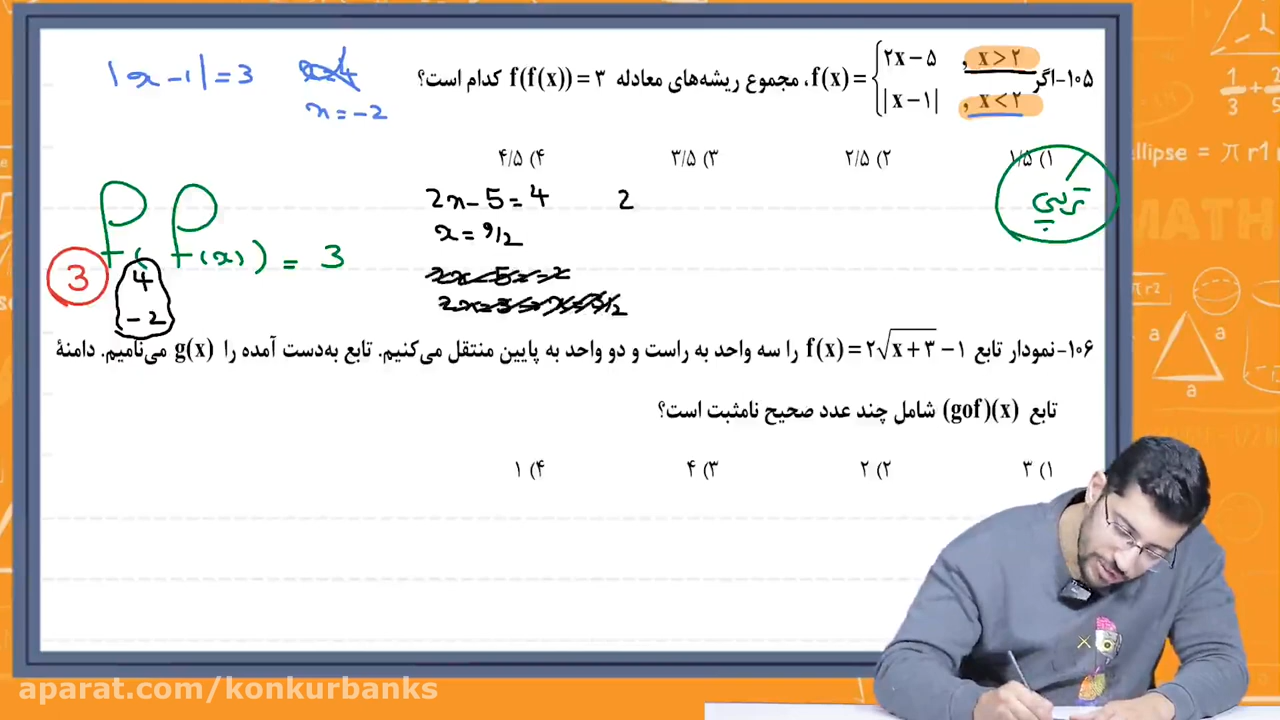 ۱۰۵-اگر f(x) = { ۲x − ۵ , x > ۲
|x − ۱| , x < ۲ ، مجموع ریشه‌های معادله f(f(x)) = ۳ کدام است؟
|x − 1| = 3
x = −2
۱) ۱/۵ ۲) ۲/۵ ۳) ۳/۵ ۴) ۴/۵
ترکیبی
2x − 5 = 4 2
x = 9/2
f(f(x)) = 3
3
4
−2
۱۰۶-نمودار تابع f(x) = ۲√x + ۳ − ۱ را سه واحد به راست و دو واحد به پایین منتقل می‌کنیم. تابع به‌دست آمده را g(x) می‌نامیم. دامنهٔ
تابع (gof)(x) شامل چند عدد صحیح نامثبت است؟
۱) ۳ ۲) ۲ ۳) ۴ ۴) ۱
ellipse = π r1 r
MATH
aparat.com/konkurbanks